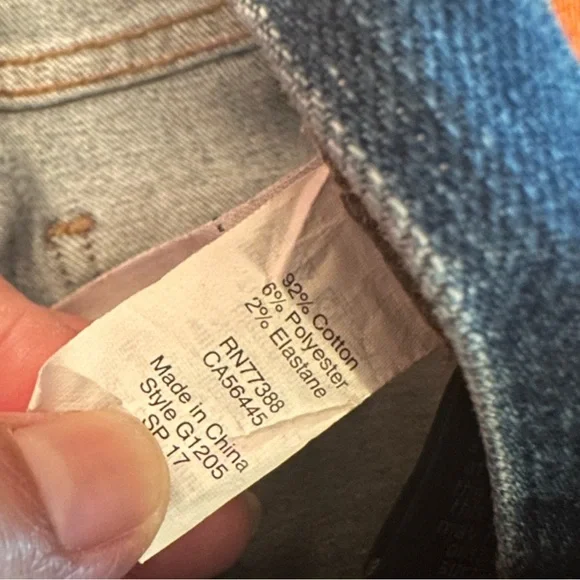 92% Cotton
6% Polyester
2% Elastane
RN77388
CA56445
Made in China
Style G1205
SP 17